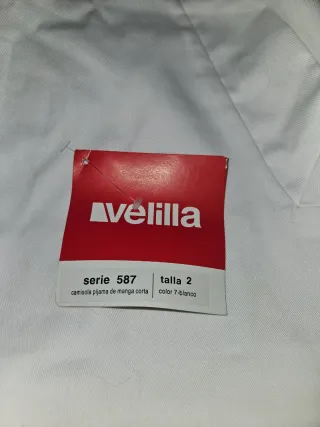 velilla
serie 587
camisola pijama de manga corta
talla 2
color 7-blanco